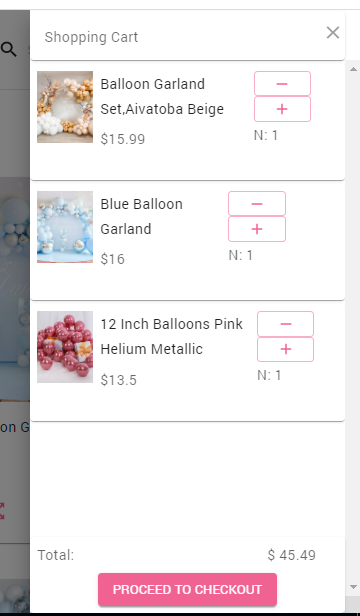 Shopping Cart
Balloon Garland
Set,Aivatoba Beige
$15.99
N: 1
Blue Balloon
Garland
$16
N: 1
12 Inch Balloons Pink
Helium Metallic
$13.5
N: 1
on G
Total:
$ 45.49
PROCEED TO CHECKOUT